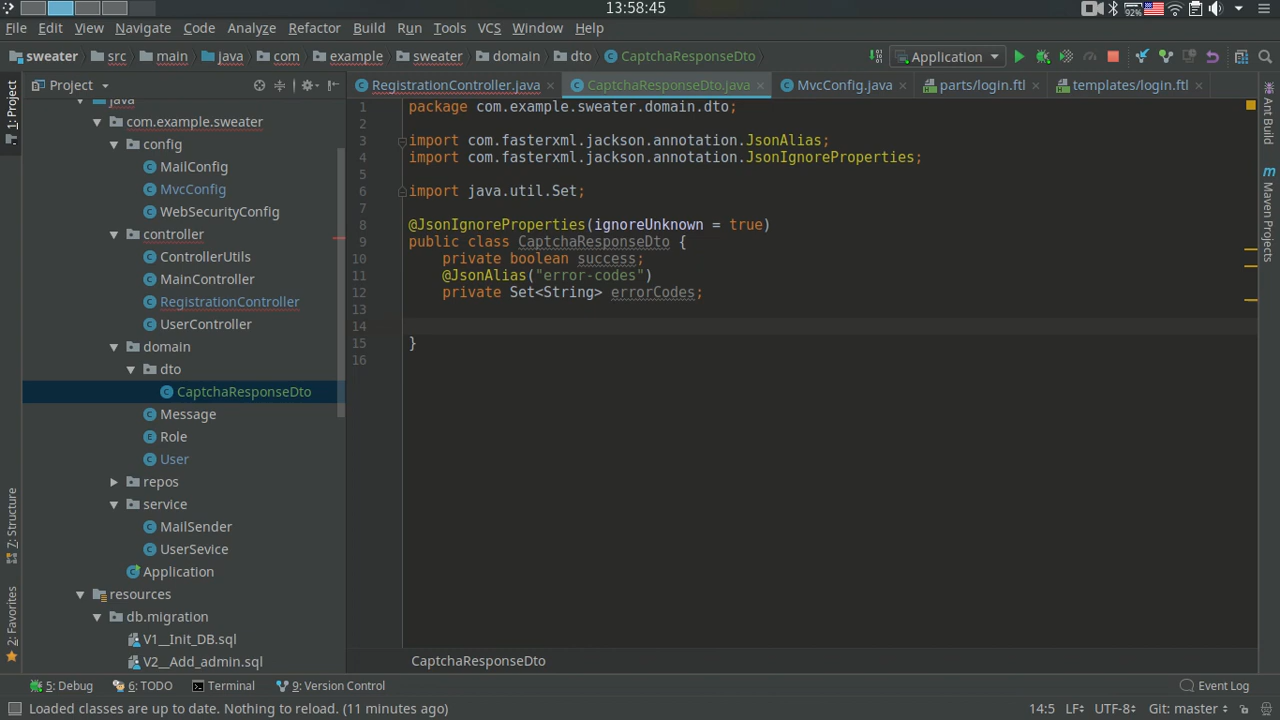 13:58:45
92%
File Edit View Navigate Code Analyze Refactor Build Run Tools VCS Window Help
sweater src main java com example sweater domain dto CaptchaResponseDto Application
Project RegistrationController.java CaptchaResponseDto.java MvcConfig.java parts/login.ftl templates/login.ftl
java
com.example.sweater
config
MailConfig
MvcConfig
WebSecurityConfig
controller
ControllerUtils
MainController
RegistrationController
UserController
domain
dto
CaptchaResponseDto
Message
Role
User
repos
service
MailSender
UserSevice
Application
resources
db.migration
V1__Init_DB.sql
V2__Add_admin.sql
1: Project
7: Structure
2: Favorites
1 package com.example.sweater.domain.dto;
2
3 import com.fasterxml.jackson.annotation.JsonAlias;
4 import com.fasterxml.jackson.annotation.JsonIgnoreProperties;
5
6 import java.util.Set;
7
8 @JsonIgnoreProperties(ignoreUnknown = true)
9 public class CaptchaResponseDto {
10 private boolean success;
11 @JsonAlias("error-codes")
12 private Set<String> errorCodes;
13
14
15 }
16
CaptchaResponseDto
Ant Build
Maven Projects
5: Debug 6: TODO Terminal 9: Version Control Event Log
Loaded classes are up to date. Nothing to reload. (11 minutes ago) 14:5 LF UTF-8 Git: master